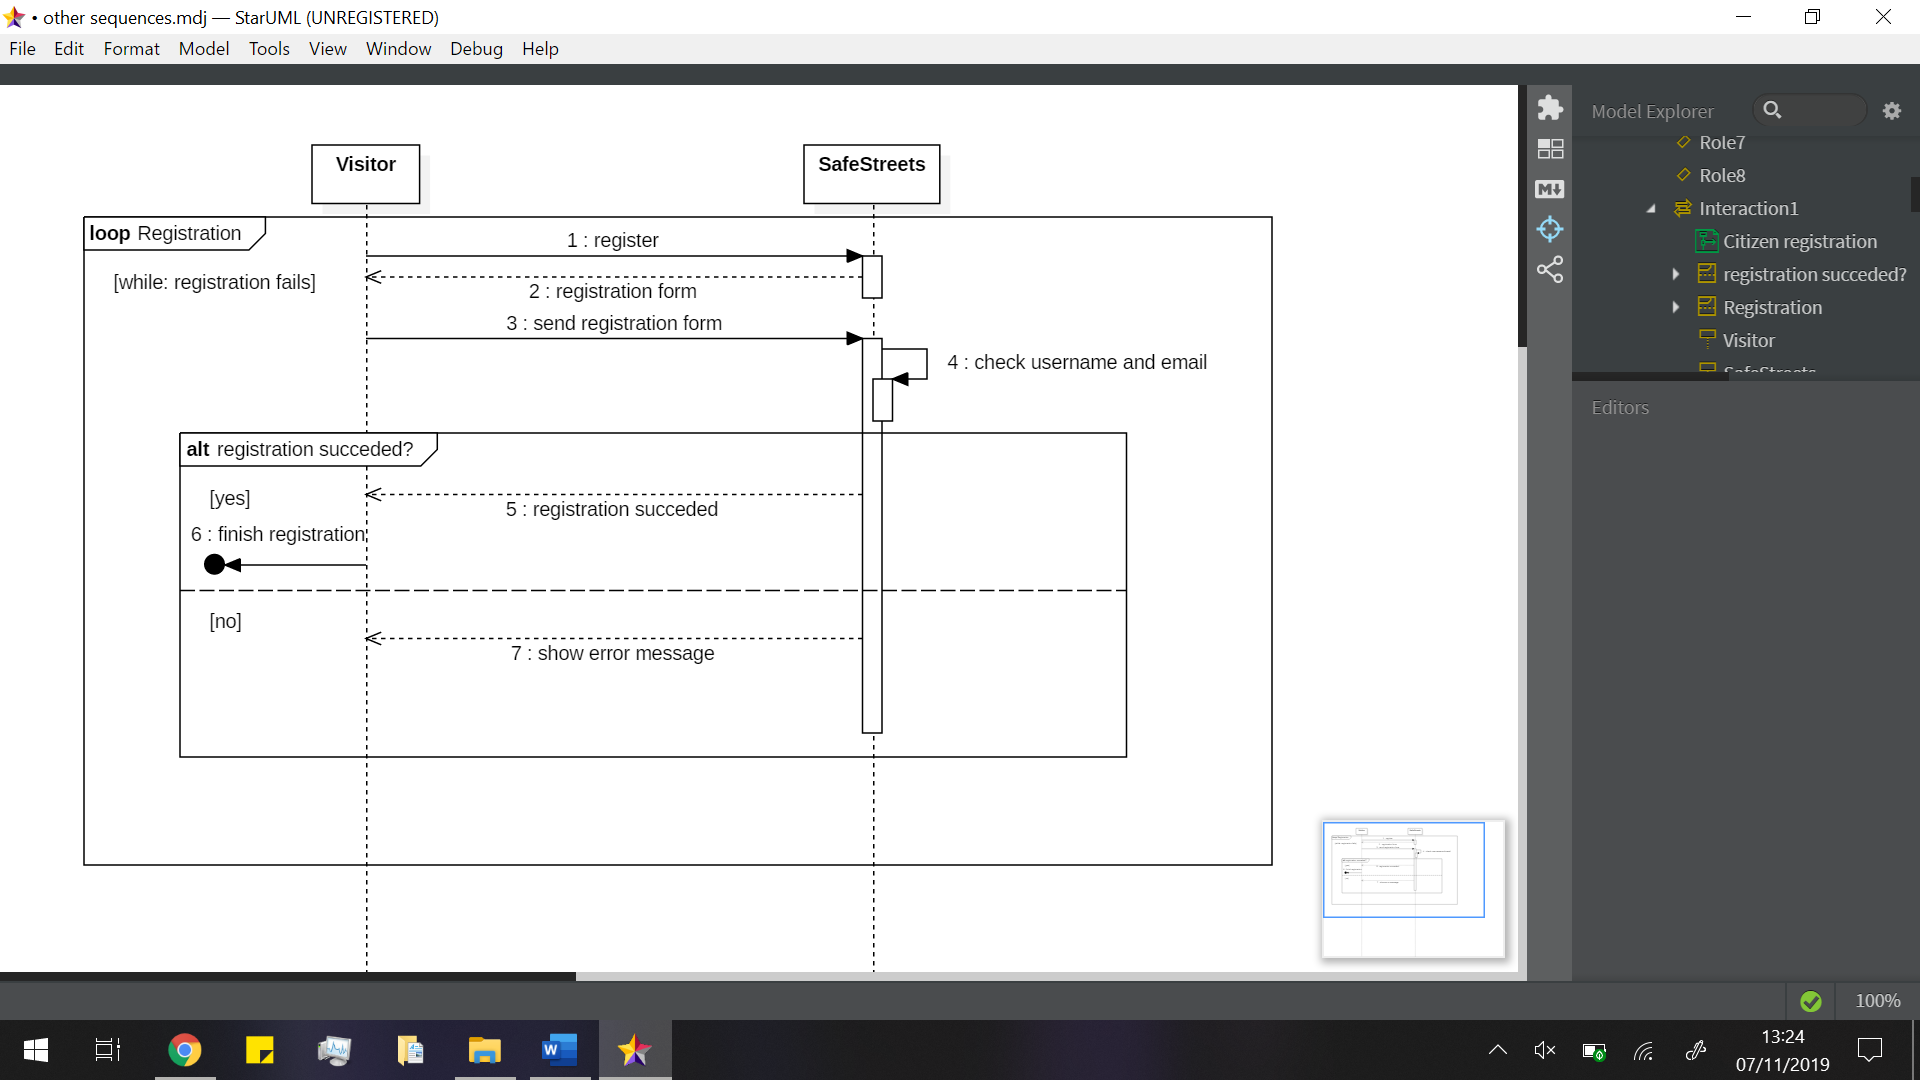 • other sequences.mdj — StarUML (UNREGISTERED)
File Edit Format Model Tools View Window Debug Help
Visitor
SafeStreets
loop Registration
[while: registration fails]
1 : register
2 : registration form
3 : send registration form
4 : check username and email
alt registration succeded?
[yes]
5 : registration succeded
6 : finish registration
[no]
7 : show error message
Model Explorer
Role7
Role8
Interaction1
Citizen registration
registration succeded?
Registration
Visitor
SafeStreets
Editors
100%
13:24
07/11/2019